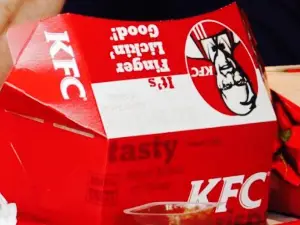 KFC
It's
Finger
Lickin'
Good!
KFC
tasty
KFC